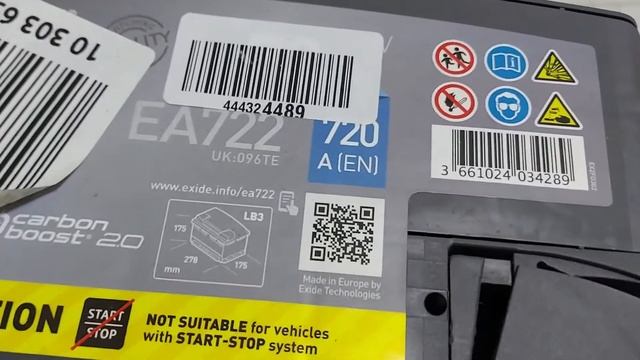 10 303 6
444324489
EA722
720
A (EN)
UK:096TE
3 661024 034289
www.exide.info/ea722
carbon
boost® 2.0
LB3
175
278
175
mm
Made in Europe by
Exide Technologies
TION
START
STOP
NOT SUITABLE for vehicles
with START-STOP system